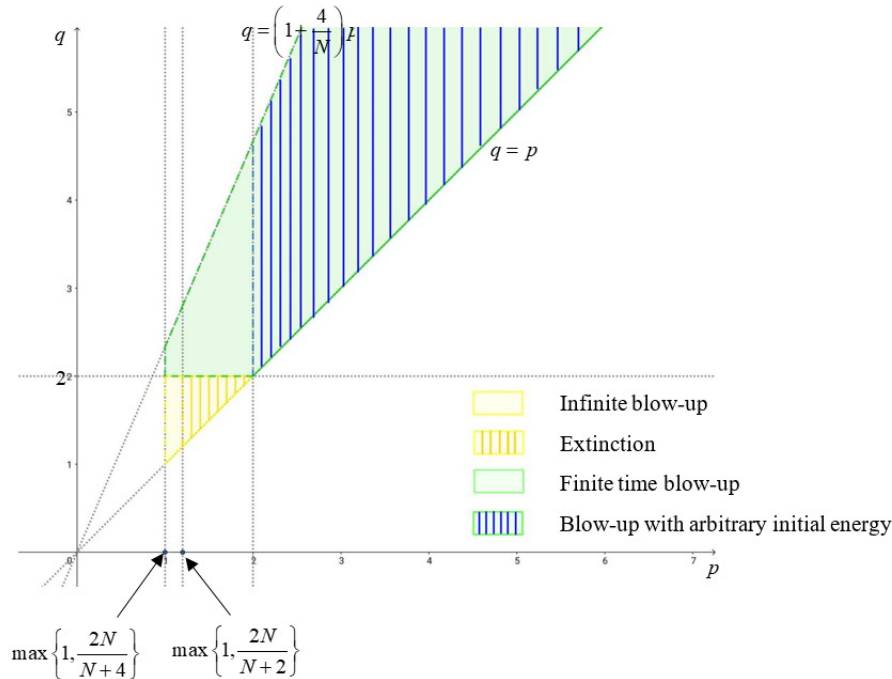 q
q = (1 + 4/N) p
5
q = p
4
3
2 2
Infinite blow-up
Extinction
1
Finite time blow-up
Blow-up with arbitrary initial energy
0 1 2 3 4 5 6 7
p
max {1, 2N/(N + 4)} max {1, 2N/(N + 2)}